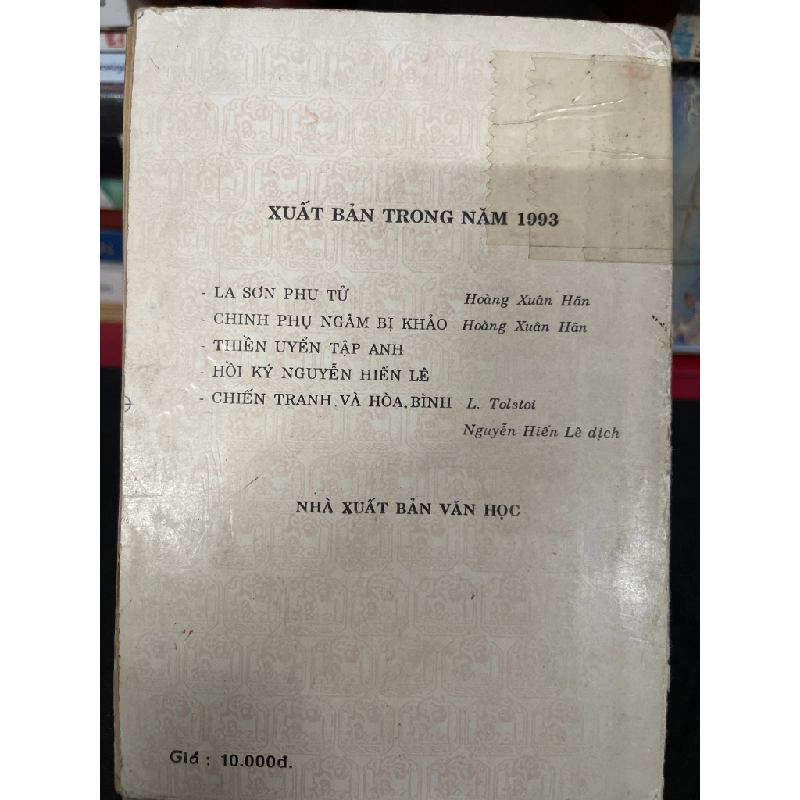 XUẤT BẢN TRONG NĂM 1993
- LA SƠN PHU TỬ Hoàng Xuân Hãn
- CHINH PHỤ NGÂM BỊ KHẢO Hoàng Xuân Hãn
- THIỀN UYỂN TẬP ANH
- HỒI KÝ NGUYỄN HIẾN LÊ
- CHIẾN TRANH VÀ HÒA BÌNH L. Tolstoi
Nguyễn Hiến Lê dịch
NHÀ XUẤT BẢN VĂN HỌC
Giá : 10.000đ.